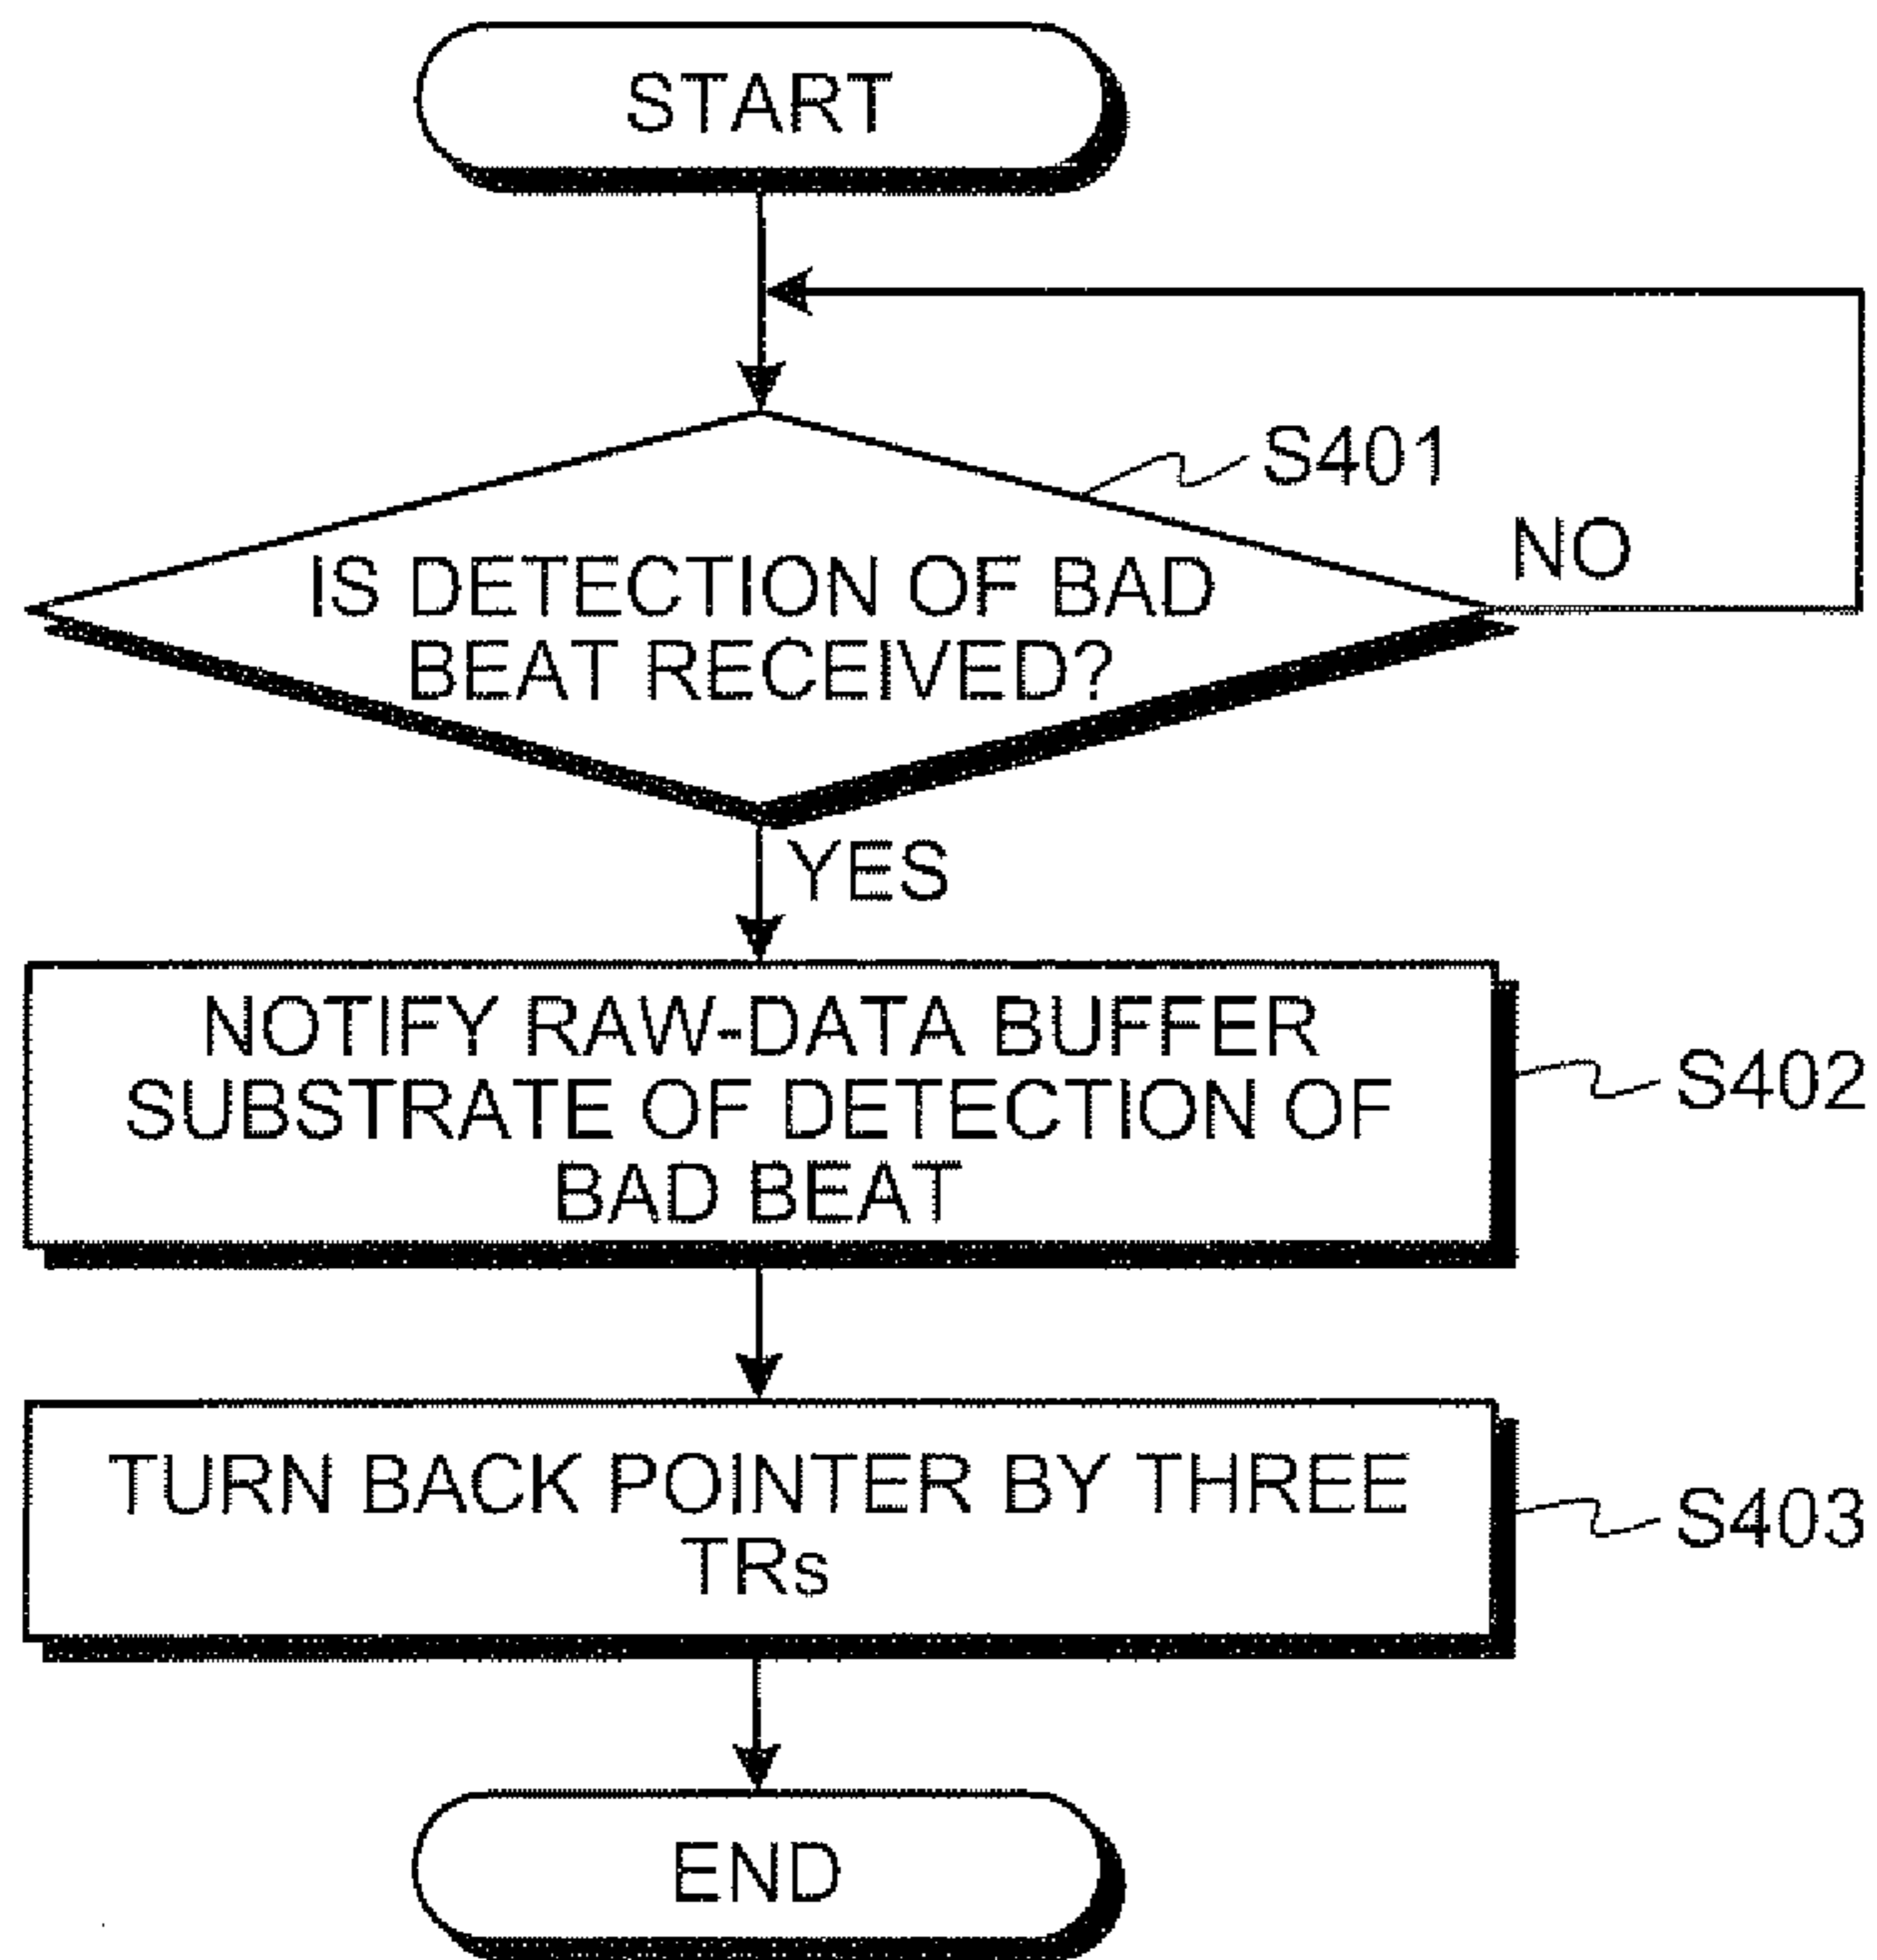 START
S401
NO
IS DETECTION OF BAD
BEAT RECEIVED?
YES
NOTIFY RAW-DATA BUFFER
SUBSTRATE OF DETECTION OF
BAD BEAT
S402
TURN BACK POINTER BY THREE
TRs
S403
END